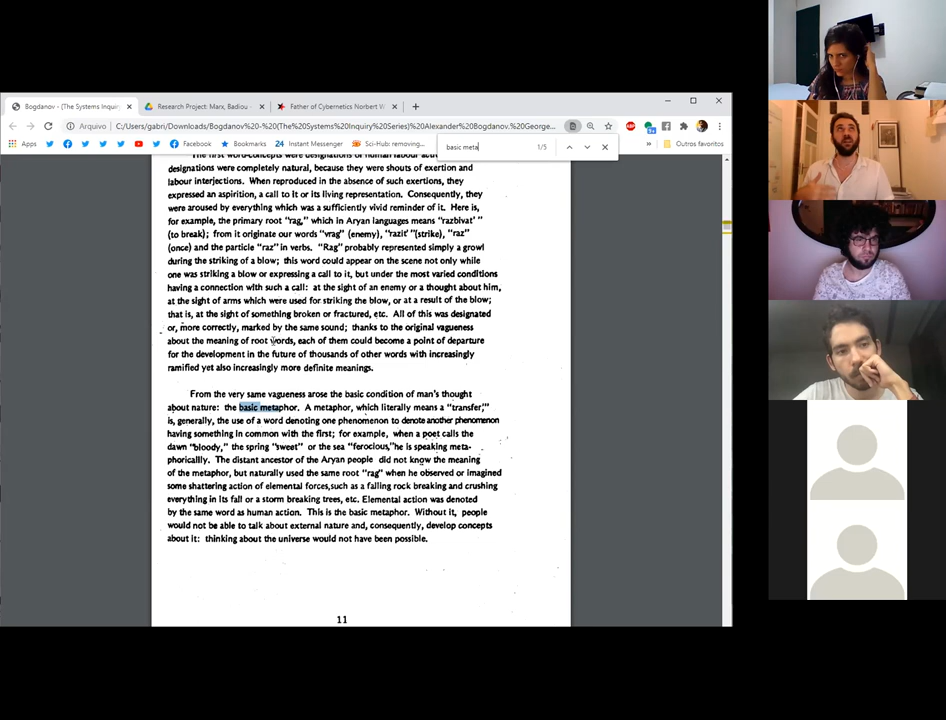 Bogdanov - (The Systems Inquiry
Research Project: Marx, Badiou -
Father of Cybernetics Norbert W
Arquivo C:/Users/gabri/Downloads/Bogdanov%20-%20(The%20Systems%20Inquiry%20Series)%20Alexander%20Bogdanov.%20George...
Apps Twitter Twitter Twitter Twitter Facebook Bookmarks Instant Messenger Sci-Hub: removing... » Outros favoritos
basic meta 1/5
designations were completely natural, because they were shouts of exertion and
labour interjections. When reproduced in the absence of such exertions, they
expressed an aspiration, a call to it or its living representation. Consequently, they
were aroused by everything which was a sufficiently vivid reminder of it. Here is,
for example, the primary root "rag," which in Aryan languages means "razbivat'"
(to break); from it originate our words "vrag" (enemy), "razit'"(strike), "raz"
(once) and the particle "raz" in verbs. "Rag" probably represented simply a growl
during the striking of a blow; this word could appear on the scene not only while
one was striking a blow or expressing a call to it, but under the most varied conditions
having a connection with such a call: at the sight of an enemy or a thought about him,
at the sight of arms which were used for striking the blow, or at a result of the blow;
that is, at the sight of something broken or fractured, etc. All of this was designated
or, more correctly, marked by the same sound; thanks to the original vagueness
about the meaning of root words, each of them could become a point of departure
for the development in the future of thousands of other words with increasingly
ramified yet also increasingly more definite meanings.
From the very same vagueness arose the basic condition of man's thought
about nature: the basic metaphor. A metaphor, which literally means a "transfer,"
is, generally, the use of a word denoting one phenomenon to denote another phenomenon
having something in common with the first; for example, when a poet calls the
dawn "bloody," the spring "sweet" or the sea "ferocious," he is speaking meta-
phorically. The distant ancestor of the Aryan people did not know the meaning
of the metaphor, but naturally used the same root "rag" when he observed or imagined
some shattering action of elemental forces, such as a falling rock breaking and crushing
everything in its fall or a storm breaking trees, etc. Elemental action was denoted
by the same word as human action. This is the basic metaphor. Without it, people
would not be able to talk about external nature and, consequently, develop concepts
about it: thinking about the universe would not have been possible.
11